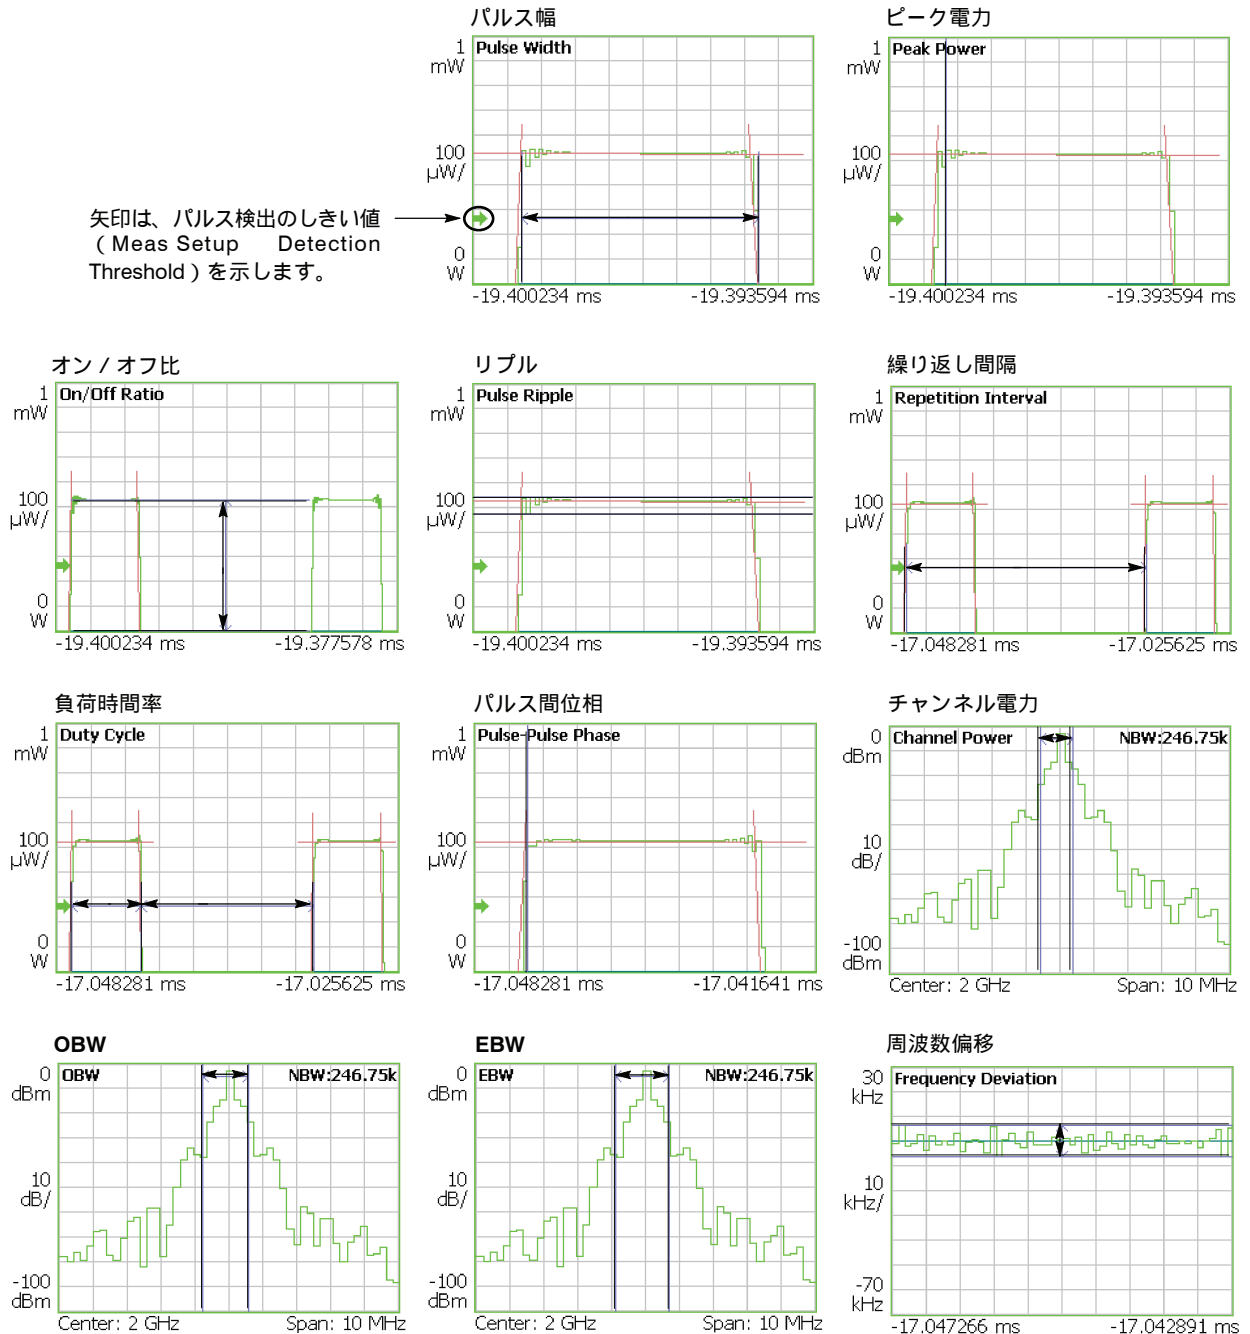 パルス幅
Pulse Width
1
mW
100
µW/
0
W
-19.400234 ms
-19.393594 ms
ピーク電力
Peak Power
1
mW
100
µW/
0
W
-19.400234 ms
-19.393594 ms
矢印は、パルス検出のしきい値
( Meas Setup Detection
Threshold ) を示します。
オン / オフ比
On/Off Ratio
1
mW
100
µW/
0
W
-19.400234 ms
-19.377578 ms
リプル
Pulse Ripple
1
mW
100
µW/
0
W
-19.400234 ms
-19.393594 ms
繰り返し間隔
Repetition Interval
1
mW
100
µW/
0
W
-17.048281 ms
-17.025625 ms
負荷時間率
Duty Cycle
1
mW
100
µW/
0
W
-17.048281 ms
-17.025625 ms
パルス間位相
Pulse-Pulse Phase
1
mW
100
µW/
0
W
-17.048281 ms
-17.041641 ms
チャンネル電力
Channel Power
NBW:246.75k
0
dBm
10
dB/
-100
dBm
Center: 2 GHz
Span: 10 MHz
OBW
OBW
NBW:246.75k
0
dBm
10
dB/
-100
dBm
Center: 2 GHz
Span: 10 MHz
EBW
EBW
NBW:246.75k
0
dBm
10
dB/
-100
dBm
Center: 2 GHz
Span: 10 MHz
周波数偏移
Frequency Deviation
30
kHz
10
kHz/
-70
kHz
-17.047266 ms
-17.042891 ms